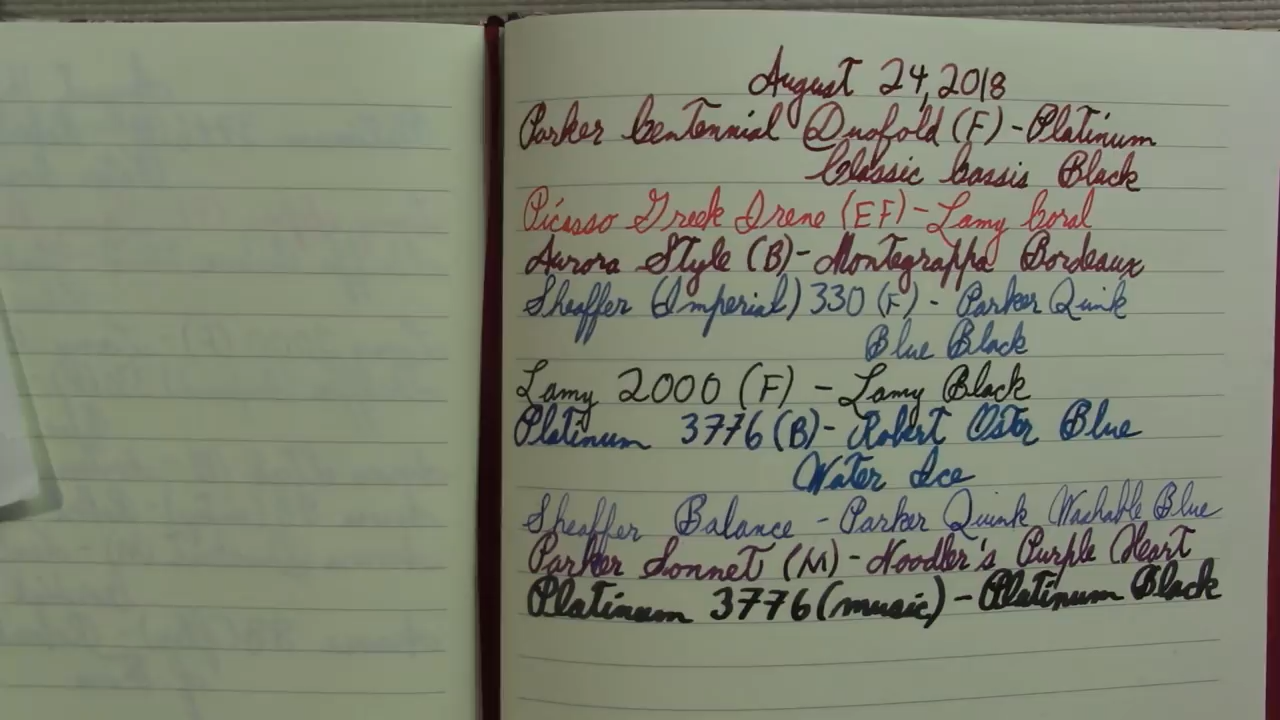 August 24, 2018
Parker Centennial Duofold (F) - Platinum
Classic Cassis Black
Picasso Greek Irene (EF) - Lamy Coral
Aurora Style (B) - Montegrappa Bordeaux
Sheaffer (Imperial) 330 (F) - Parker Quink
Blue Black
Lamy 2000 (F) - Lamy Black
Platinum 3776 (B) - Robert Oster Blue
Water Ice
Sheaffer Balance - Parker Quink Washable Blue
Parker Sonnet (M) - Noodler's Purple Heart
Platinum 3776 (music) - Platinum Black